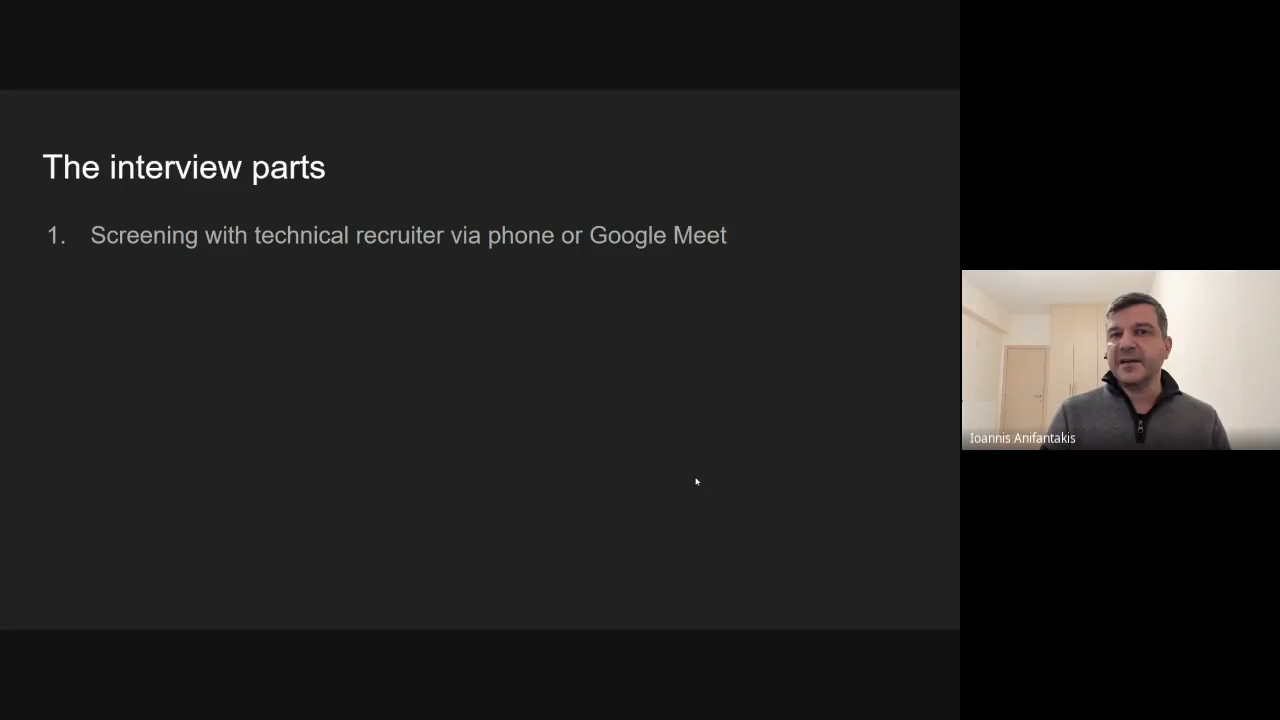 The interview parts
1. Screening with technical recruiter via phone or Google Meet
Ioannis Anifantakis